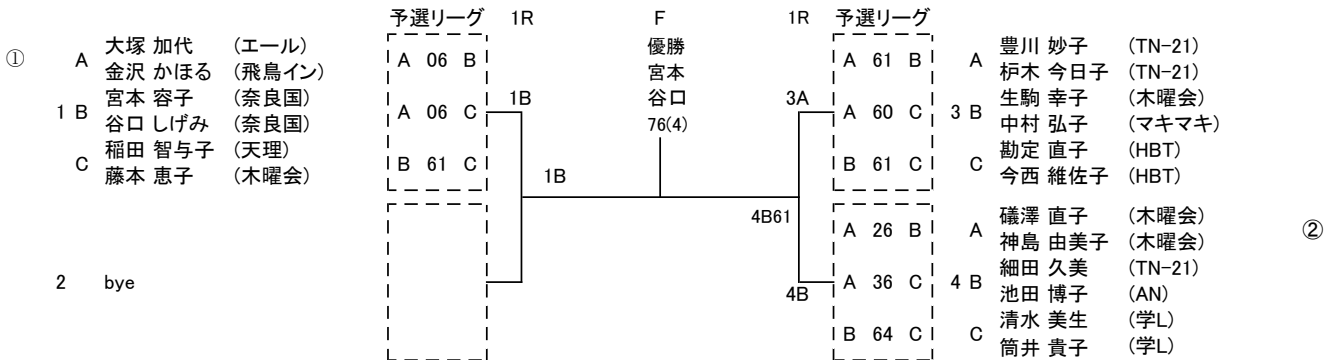 予選リーグ 1R F 1R 予選リーグ
① A 大塚 加代 (エール) A 06 B 優勝 A 61 B A 豊川 妙子 (TN-21)
金沢 かほる (飛鳥イン) 宮本 枦木 今日子 (TN-21)
1 B 宮本 容子 (奈良国) A 06 C 1B 谷口 3A A 60 C 3 B 生駒 幸子 (木曜会)
谷口 しげみ (奈良国) 76(4) 中村 弘子 (マキマキ)
C 稲田 智与子 (天理) B 61 C B 61 C C 勘定 直子 (HBT)
藤本 恵子 (木曜会) 1B 今西 維佐子 (HBT)
4B61 A 26 B A 礒澤 直子 (木曜会) ②
神島 由美子 (木曜会)
2 bye A 36 C 4 B 細田 久美 (TN-21)
4B 池田 博子 (AN)
B 64 C C 清水 美生 (学L)
筒井 貴子 (学L)